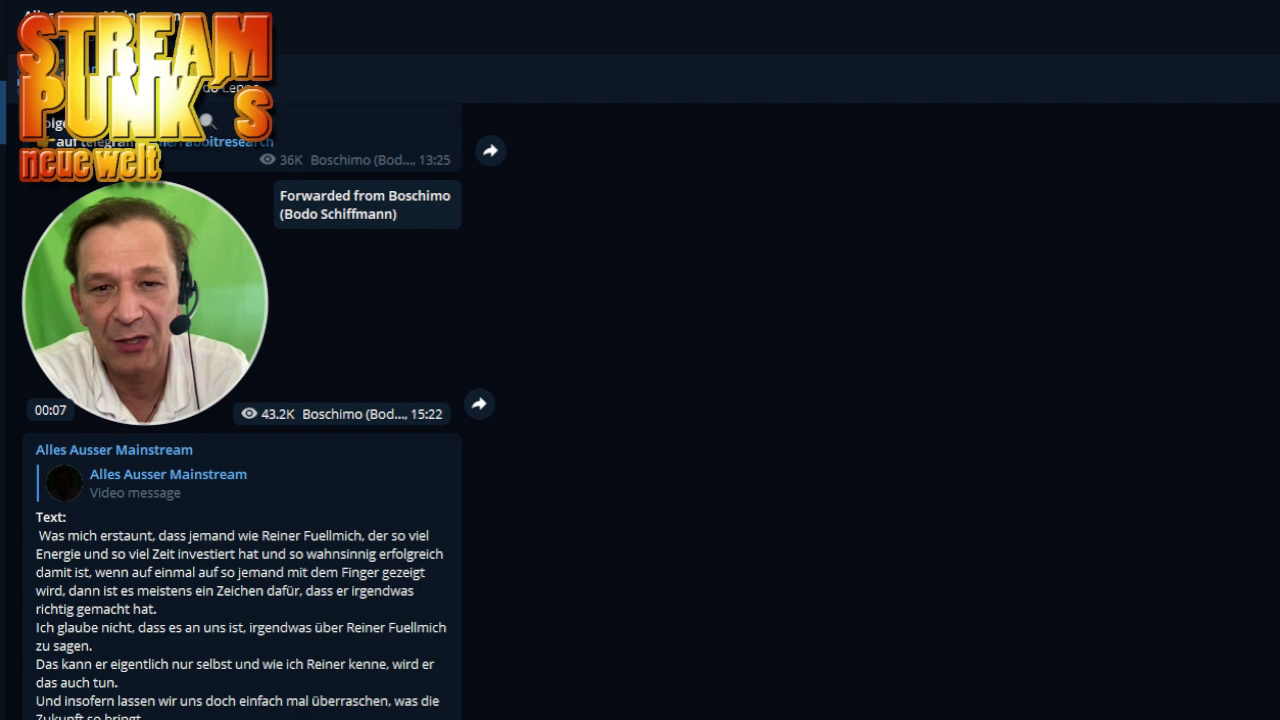 STREAM
PUNK´s
neue welt
auf telegram
rabbitresearch
36K Boschimo (Bod..., 13:25
Forwarded from Boschimo
(Bodo Schiffmann)
00:07
43.2K Boschimo (Bod..., 15:22
Alles Ausser Mainstream
Alles Ausser Mainstream
Video message
Text:
Was mich erstaunt, dass jemand wie Reiner Fuellmich, der so viel
Energie und so viel Zeit investiert hat und so wahnsinnig erfolgreich
damit ist, wenn auf einmal auf so jemand mit dem Finger gezeigt
wird, dann ist es meistens ein Zeichen dafür, dass er irgendwas
richtig gemacht hat.
Ich glaube nicht, dass es an uns ist, irgendwas über Reiner Fuellmich
zu sagen.
Das kann er eigentlich nur selbst und wie ich Reiner kenne, wird er
das auch tun.
Und insofern lassen wir uns doch einfach mal überraschen, was die
Zukunft so bringt